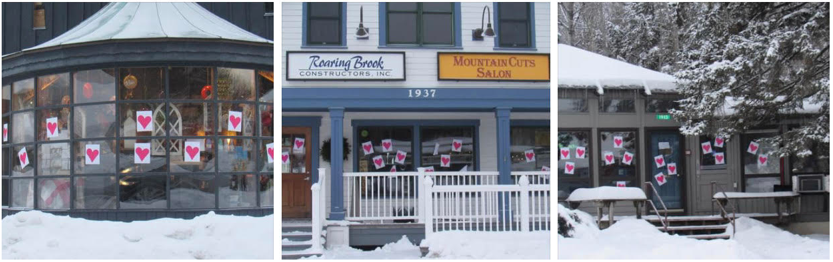 Roaring Brook
CONSTRUCTORS, INC.
MOUNTAIN CUTS
SALON
1937